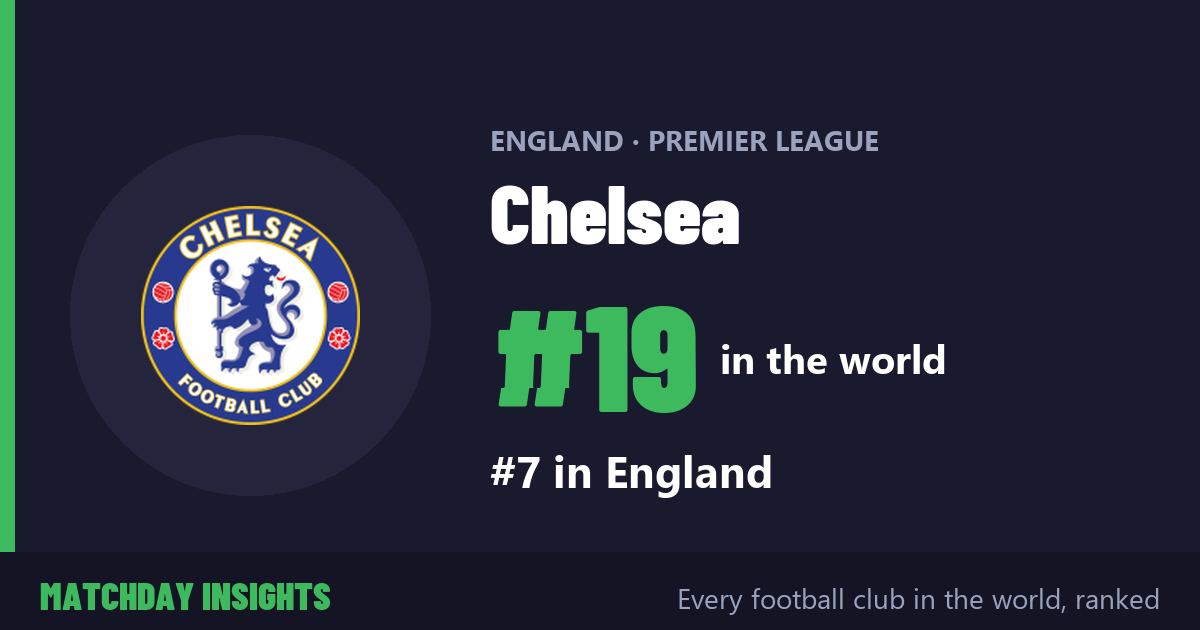 ENGLAND · PREMIER LEAGUE
Chelsea
CHELSEA
FOOTBALL CLUB
#19 in the world
#7 in England
MATCHDAY INSIGHTS
Every football club in the world, ranked